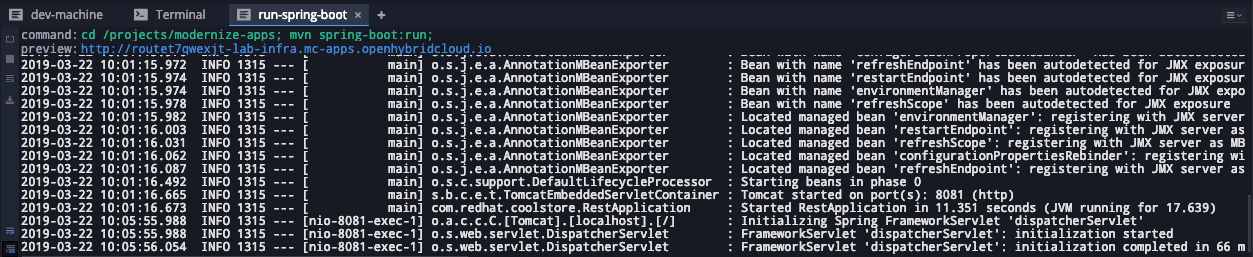 dev-machine Terminal run-spring-boot × +
command: cd /projects/modernize-apps; mvn spring-boot:run;
preview: http://routet7qwexjt-lab-infra.mc-apps.openhybridcloud.io
2019-03-22 10:01:15.972 INFO 1315 --- [ main] o.s.j.e.a.AnnotationMBeanExporter : Bean with name 'refreshEndpoint' has been autodetected for JMX exposur
2019-03-22 10:01:15.974 INFO 1315 --- [ main] o.s.j.e.a.AnnotationMBeanExporter : Bean with name 'restartEndpoint' has been autodetected for JMX exposur
2019-03-22 10:01:15.974 INFO 1315 --- [ main] o.s.j.e.a.AnnotationMBeanExporter : Bean with name 'environmentManager' has been autodetected for JMX expo
2019-03-22 10:01:15.978 INFO 1315 --- [ main] o.s.j.e.a.AnnotationMBeanExporter : Bean with name 'refreshScope' has been autodetected for JMX exposure
2019-03-22 10:01:15.982 INFO 1315 --- [ main] o.s.j.e.a.AnnotationMBeanExporter : Located managed bean 'environmentManager': registering with JMX server
2019-03-22 10:01:16.003 INFO 1315 --- [ main] o.s.j.e.a.AnnotationMBeanExporter : Located managed bean 'restartEndpoint': registering with JMX server as
2019-03-22 10:01:16.031 INFO 1315 --- [ main] o.s.j.e.a.AnnotationMBeanExporter : Located managed bean 'refreshScope': registering with JMX server as MB
2019-03-22 10:01:16.062 INFO 1315 --- [ main] o.s.j.e.a.AnnotationMBeanExporter : Located managed bean 'configurationPropertiesRebinder': registering wi
2019-03-22 10:01:16.087 INFO 1315 --- [ main] o.s.j.e.a.AnnotationMBeanExporter : Located managed bean 'refreshEndpoint': registering with JMX server as
2019-03-22 10:01:16.492 INFO 1315 --- [ main] o.s.c.support.DefaultLifecycleProcessor : Starting beans in phase 0
2019-03-22 10:01:16.665 INFO 1315 --- [ main] s.b.c.e.t.TomcatEmbeddedServletContainer : Tomcat started on port(s): 8081 (http)
2019-03-22 10:01:16.673 INFO 1315 --- [ main] com.redhat.coolstore.RestApplication : Started RestApplication in 11.351 seconds (JVM running for 17.639)
2019-03-22 10:05:55.988 INFO 1315 --- [nio-8081-exec-1] o.a.c.c.C.[Tomcat].[localhost].[/] : Initializing Spring FrameworkServlet 'dispatcherServlet'
2019-03-22 10:05:55.988 INFO 1315 --- [nio-8081-exec-1] o.s.web.servlet.DispatcherServlet : FrameworkServlet 'dispatcherServlet': initialization started
2019-03-22 10:05:56.054 INFO 1315 --- [nio-8081-exec-1] o.s.web.servlet.DispatcherServlet : FrameworkServlet 'dispatcherServlet': initialization completed in 66 m